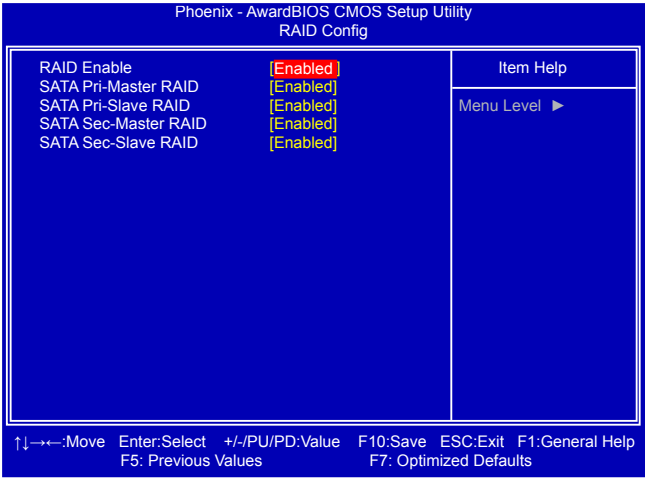 Phoenix - AwardBIOS CMOS Setup Utility
RAID Config
RAID Enable [Enabled]
SATA Pri-Master RAID [Enabled]
SATA Pri-Slave RAID [Enabled]
SATA Sec-Master RAID [Enabled]
SATA Sec-Slave RAID [Enabled]
Item Help
Menu Level ►
↑↓→←:Move Enter:Select +/-/PU/PD:Value F10:Save ESC:Exit F1:General Help
F5: Previous Values F7: Optimized Defaults